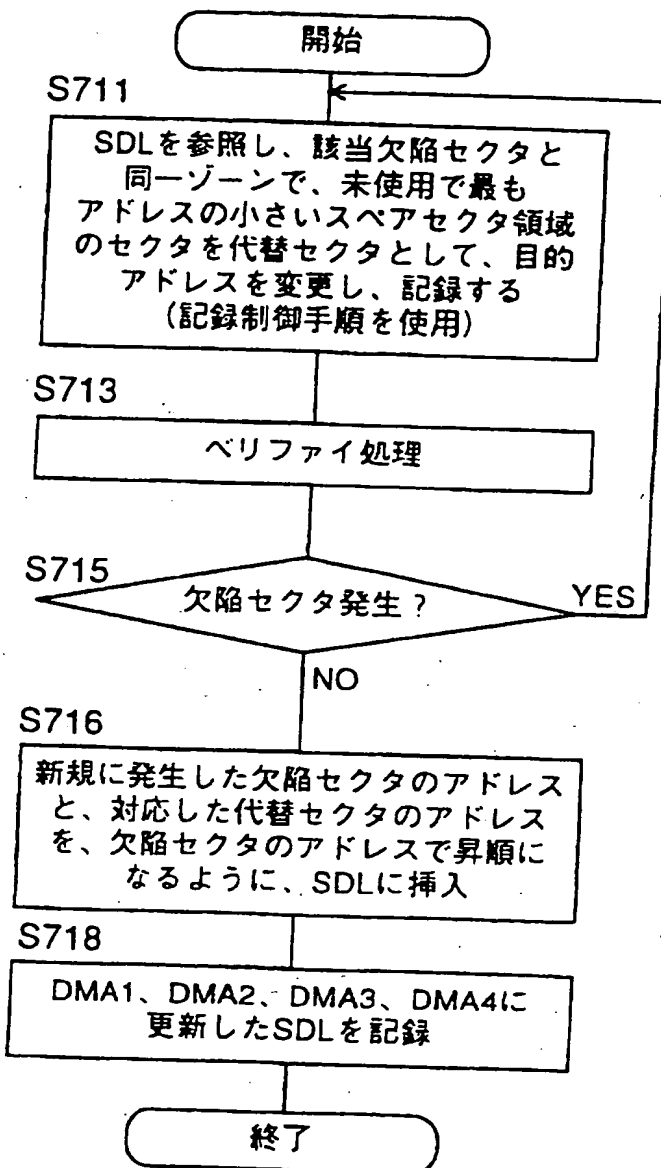 開始
S711
SDLを参照し、該当欠陥セクタと
同一ゾーンで、未使用で最も
アドレスの小さいスペアセクタ領域
のセクタを代替セクタとして、目的
アドレスを変更し、記録する
(記録制御手順を使用)
S713
ベリファイ処理
S715
欠陥セクタ発生?
YES
NO
S716
新規に発生した欠陥セクタのアドレス
と、対応した代替セクタのアドレス
を、欠陥セクタのアドレスで昇順に
なるように、SDLに挿入
S718
DMA1、DMA2、DMA3、DMA4に
更新したSDLを記録
終了